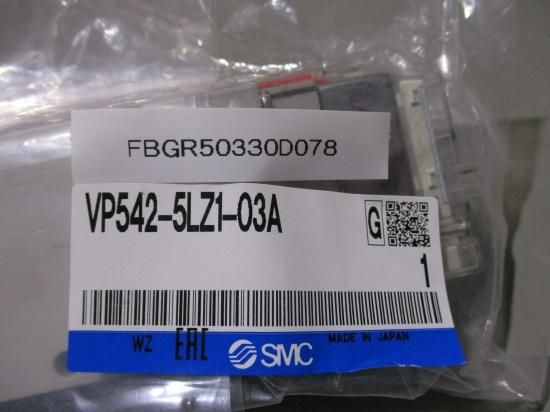 FBGR50330D078
VP542-5LZ1-03A
G
1
WZ EAC SMC MADE IN JAPAN